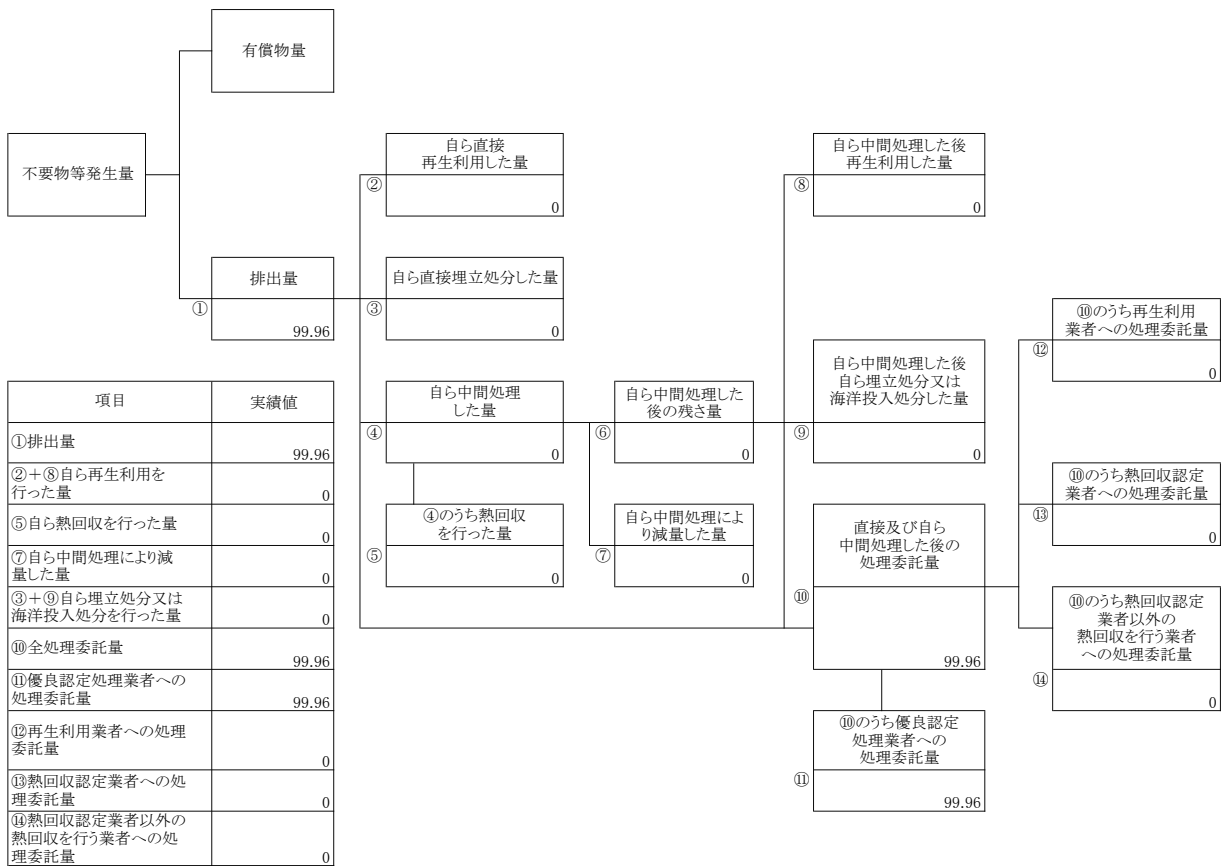 有償物量
不要物等発生量
自ら直接
再生利用した量
②
0
自ら中間処理した後
再生利用した量
⑧
0
排出量
①
99.96
自ら直接埋立処分した量
③
0
⑩のうち再生利用
業者への処理委託量
⑫
0
自ら中間処理
した量
④
0
自ら中間処理した
後の残さ量
⑥
0
自ら中間処理した後
自ら埋立処分又は
海洋投入処分した量
⑨
0
⑩のうち熱回収認定
業者への処理委託量
⑬
0
④のうち熱回収
を行った量
⑤
0
自ら中間処理によ
り減量した量
⑦
0
直接及び自ら
中間処理した後の
処理委託量
⑩
99.96
⑩のうち熱回収認定
業者以外の
熱回収を行う業者
への処理委託量
⑭
0
⑩のうち優良認定
処理業者への
処理委託量
⑪
99.96
項目 実績値
①排出量 99.96
②+⑧自ら再生利用を
行った量 0
⑤自ら熱回収を行った量 0
⑦自ら中間処理により減
量した量 0
③+⑨自ら埋立処分又は
海洋投入処分を行った量 0
⑩全処理委託量 99.96
⑪優良認定処理業者への
処理委託量 99.96
⑫再生利用業者への処理
委託量 0
⑬熱回収認定業者への処
理委託量 0
⑭熱回収認定業者以外の
熱回収を行う業者への処
理委託量 0